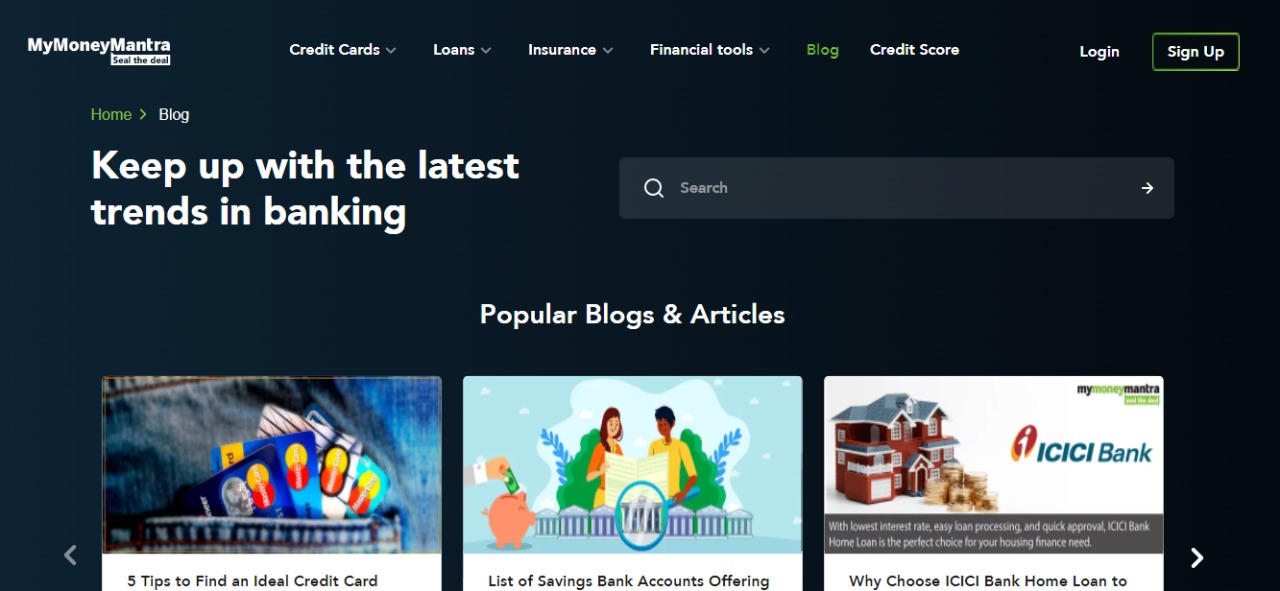 MyMoneyMantra
Seal the deal
Credit Cards
Loans
Insurance
Financial tools
Blog
Credit Score
Login
Sign Up
Home > Blog
Keep up with the latest
trends in banking
Search
Popular Blogs & Articles
MasterCard
mymoneymantra
seal the deal
ICICI Bank
With lowest interest rate, easy loan processing, and quick approval, ICICI Bank
Home Loan is the perfect choice for your housing finance need.
5 Tips to Find an Ideal Credit Card
List of Savings Bank Accounts Offering
Why Choose ICICI Bank Home Loan to